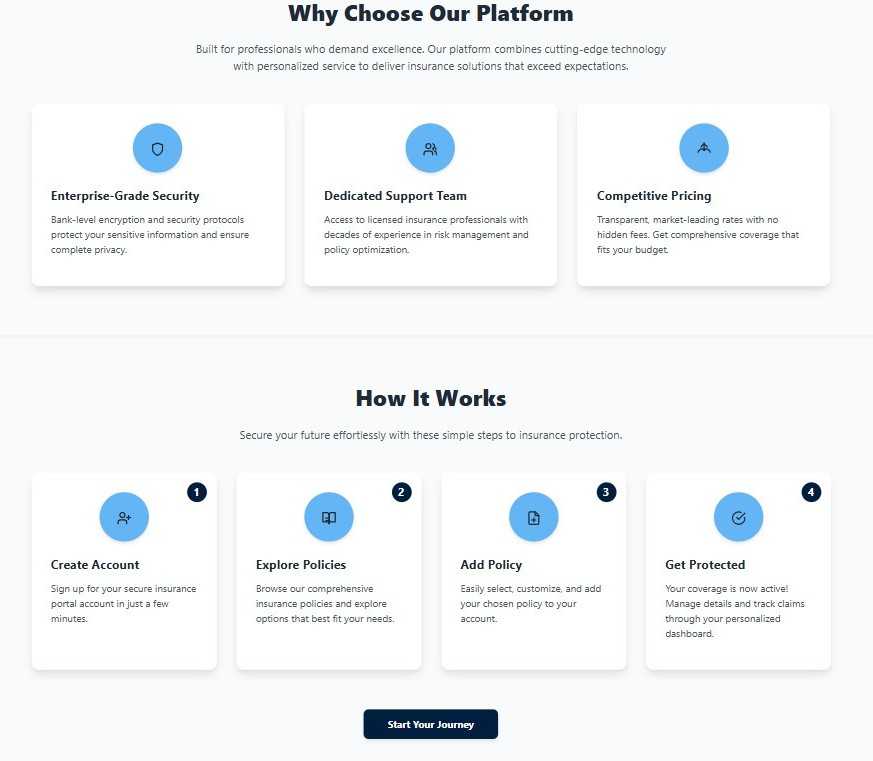 Why Choose Our Platform
Built for professionals who demand excellence. Our platform combines cutting-edge technology
with personalized service to deliver insurance solutions that exceed expectations.
Enterprise-Grade Security
Bank-level encryption and security protocols
protect your sensitive information and ensure
complete privacy.
Dedicated Support Team
Access to licensed insurance professionals with
decades of experience in risk management and
policy optimization.
Competitive Pricing
Transparent, market-leading rates with no
hidden fees. Get comprehensive coverage that
fits your budget.
How It Works
Secure your future effortlessly with these simple steps to insurance protection.
1
Create Account
Sign up for your secure insurance
portal account in just a few
minutes.
2
Explore Policies
Browse our comprehensive
insurance policies and explore
options that best fit your needs.
3
Add Policy
Easily select, customize, and add
your chosen policy to your
account.
4
Get Protected
Your coverage is now active!
Manage details and track claims
through your personalized
dashboard.
Start Your Journey